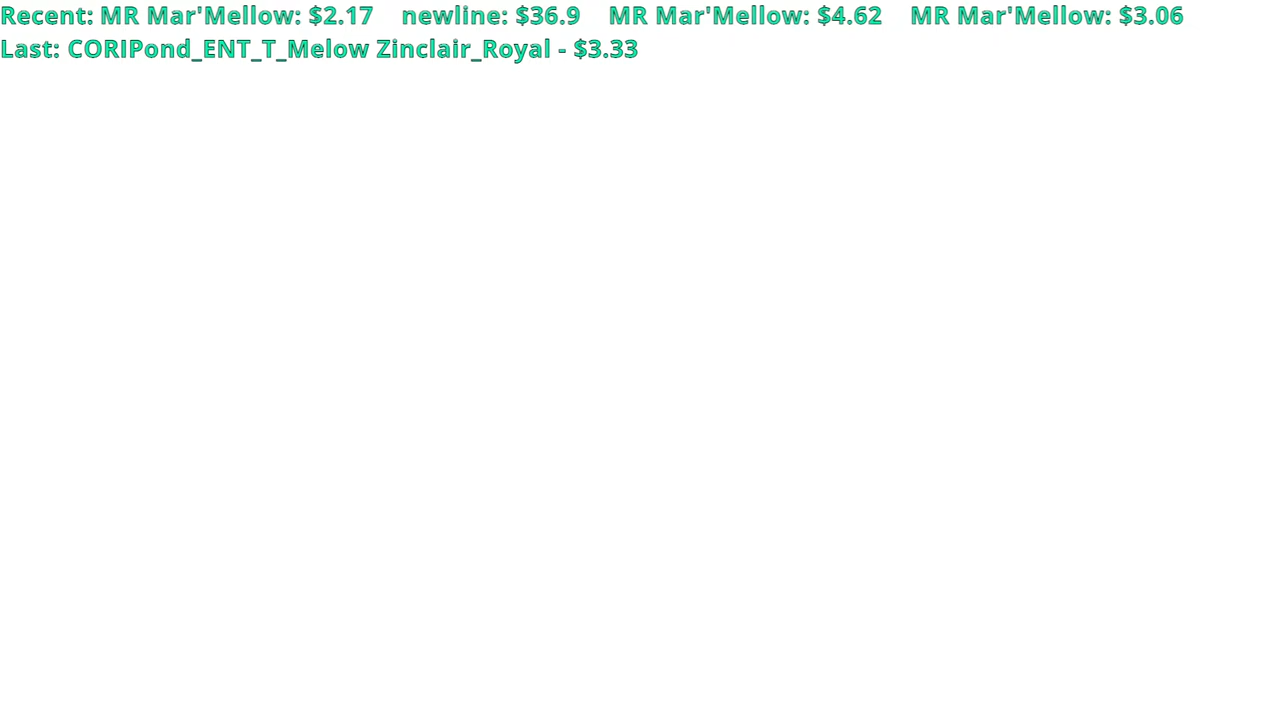 Recent: MR Mar'Mellow: $2.17 newline: $36.9 MR Mar'Mellow: $4.62 MR Mar'Mellow: $3.06
Last: CORIPond_ENT_T_Melow Zinclair_Royal - $3.33